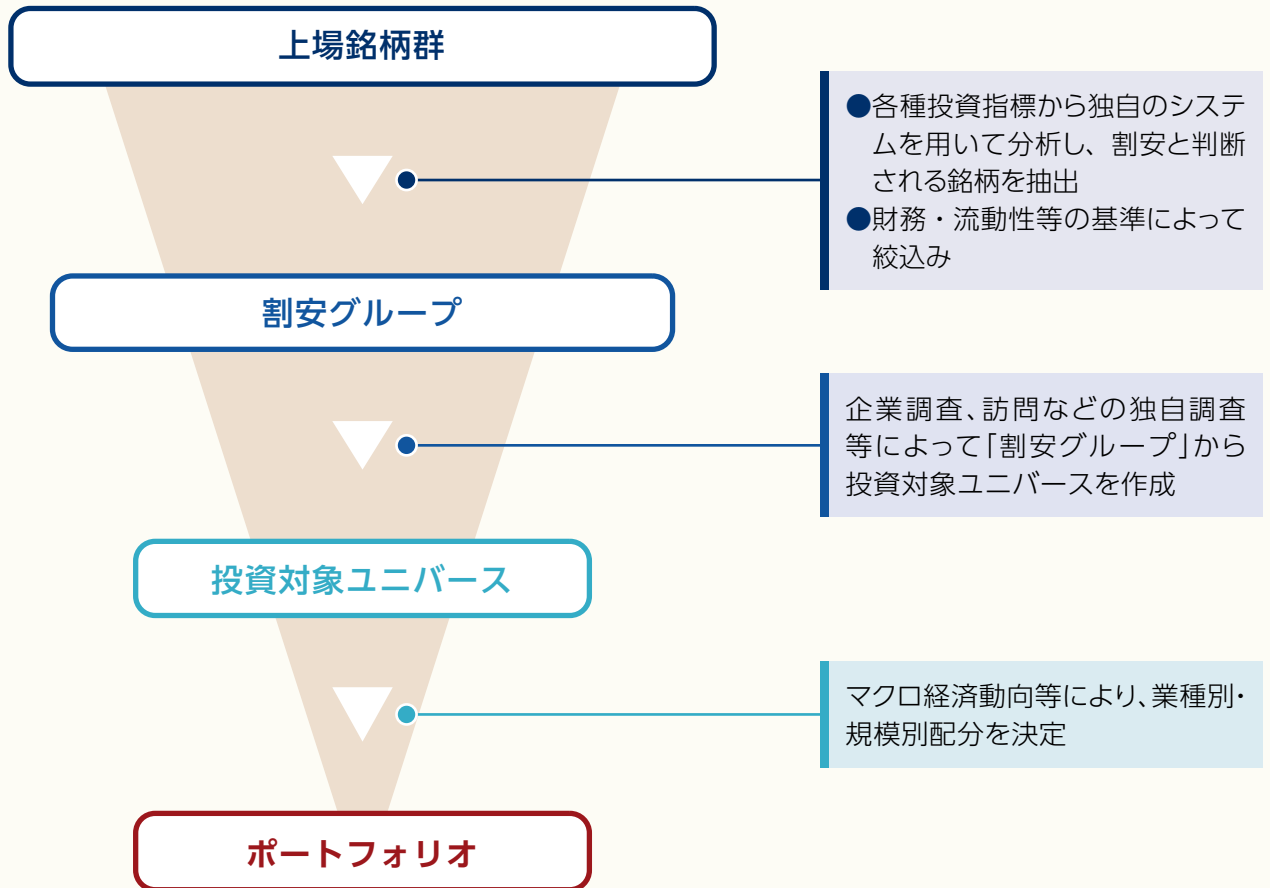 上場銘柄群
●各種投資指標から独自のシステ
ムを用いて分析し、割安と判断
される銘柄を抽出
●財務・流動性等の基準によって
絞込み
割安グループ
企業調査、訪問などの独自調査
等によって「割安グループ」から
投資対象ユニバースを作成
投資対象ユニバース
マクロ経済動向等により、業種別・
規模別配分を決定
ポートフォリオ